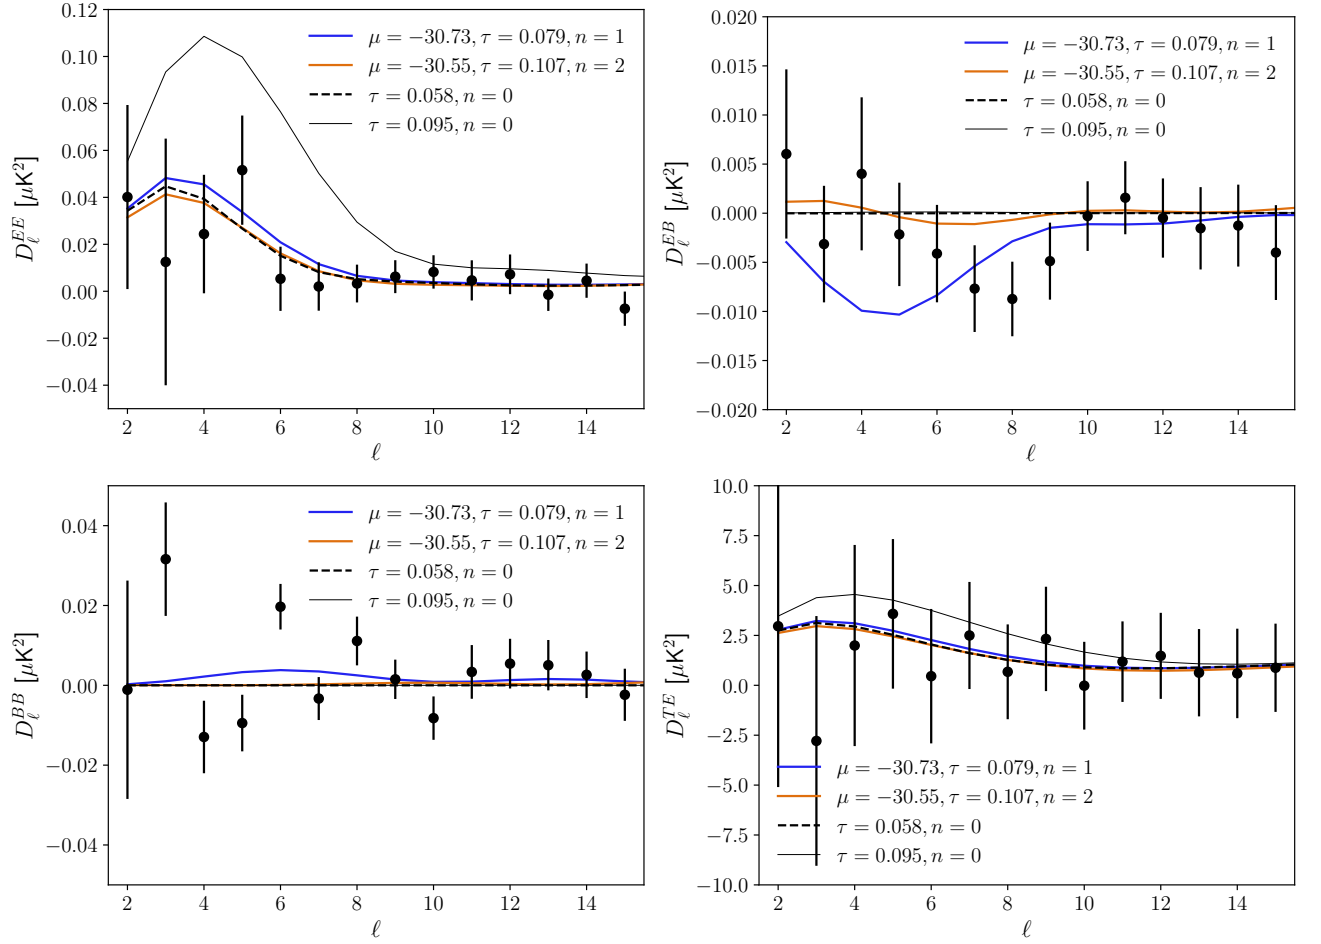 0.12
0.10
0.08
0.06
0.04
0.02
0.00
−0.02
−0.04
D_ℓ^{EE} [μK²]
μ = −30.73, τ = 0.079, n = 1
μ = −30.55, τ = 0.107, n = 2
τ = 0.058, n = 0
τ = 0.095, n = 0
2 4 6 8 10 12 14
ℓ
0.020
0.015
0.010
0.005
0.000
−0.005
−0.010
−0.015
−0.020
D_ℓ^{EB} [μK²]
μ = −30.73, τ = 0.079, n = 1
μ = −30.55, τ = 0.107, n = 2
τ = 0.058, n = 0
τ = 0.095, n = 0
2 4 6 8 10 12 14
ℓ
0.04
0.02
0.00
−0.02
−0.04
D_ℓ^{BB} [μK²]
μ = −30.73, τ = 0.079, n = 1
μ = −30.55, τ = 0.107, n = 2
τ = 0.058, n = 0
τ = 0.095, n = 0
2 4 6 8 10 12 14
ℓ
10.0
7.5
5.0
2.5
0.0
−2.5
−5.0
−7.5
−10.0
D_ℓ^{TE} [μK²]
μ = −30.73, τ = 0.079, n = 1
μ = −30.55, τ = 0.107, n = 2
τ = 0.058, n = 0
τ = 0.095, n = 0
2 4 6 8 10 12 14
ℓ